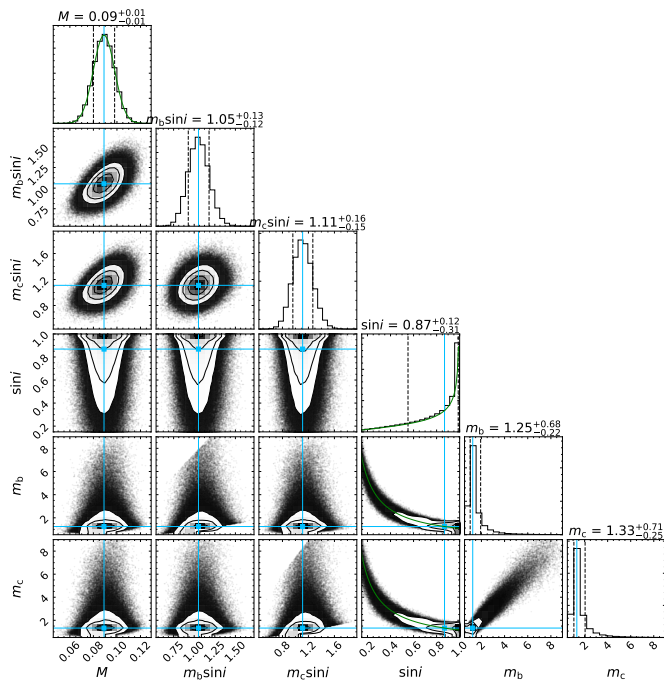 M = 0.09+0.01−0.01
m_b sin i = 1.05+0.13−0.12
1.50
1.25
1.00
0.75
m_b sin i
m_c sin i = 1.11+0.16−0.15
1.6
1.2
0.8
m_c sin i
sin i = 0.87+0.12−0.31
1.0
0.8
0.6
0.4
0.2
sin i
m_b = 1.25+0.68−0.22
8
6
4
2
m_b
m_c = 1.33+0.71−0.25
8
6
4
2
m_c
0.06 0.08 0.10 0.12 0.75 1.00 1.25 1.50 0.8 1.2 1.6 0.2 0.4 0.6 0.8 1.0 2 4 6 8 2 4 6 8
M m_b sin i m_c sin i sin i m_b m_c